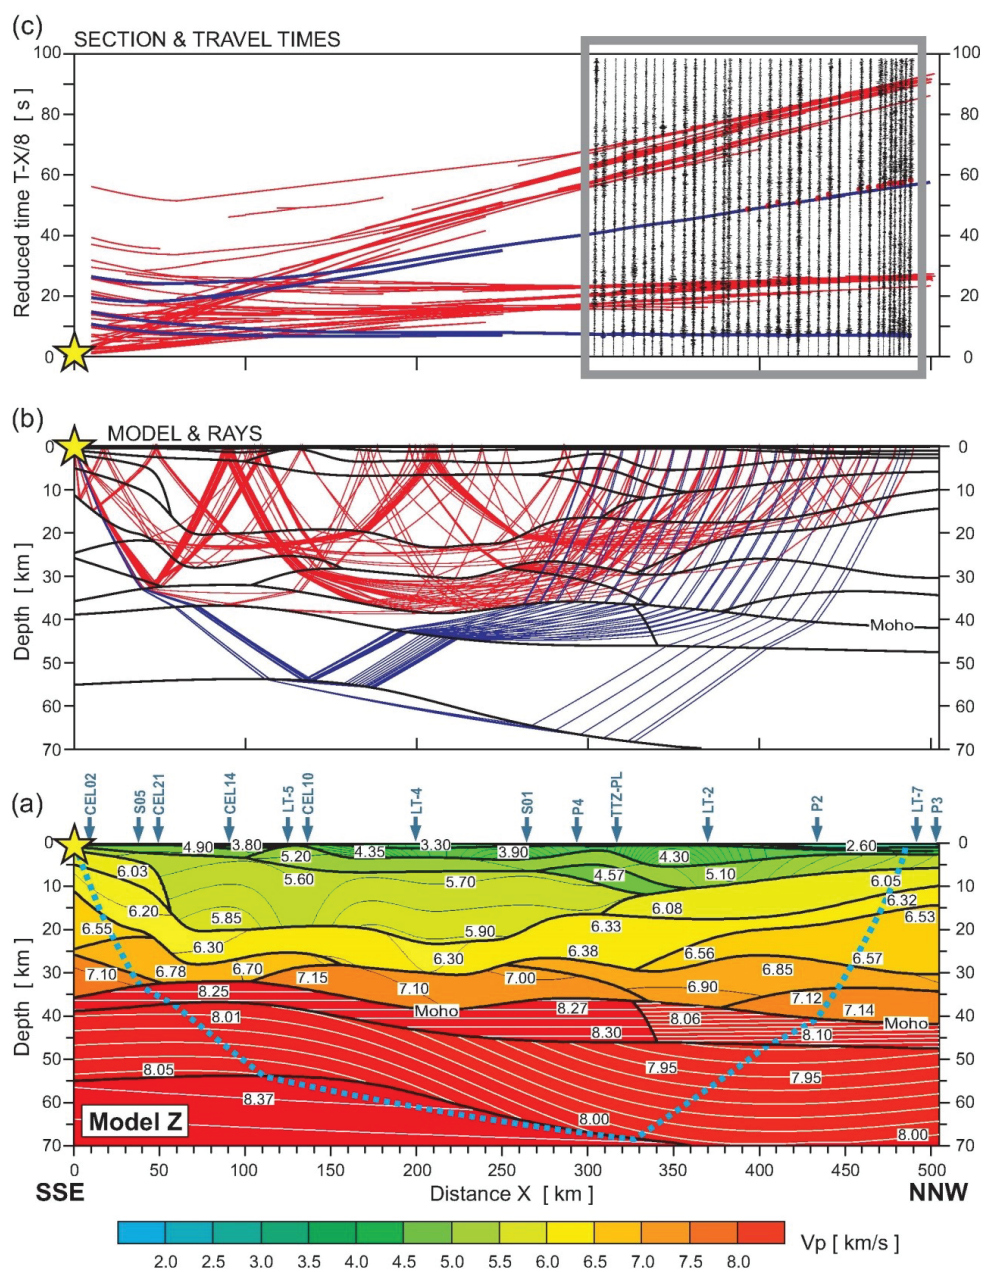 (c)
SECTION & TRAVEL TIMES
100 100
80 80
60 60
40 40
20 20
0 0
Reduced time T-X/8 [ s ]
(b)
MODEL & RAYS
0 0
10 10
20 20
30 30
40 40
50 50
60 60
70 70
Depth [ km ]
Moho
(a)
CEL02
S05
CEL21
CEL14
LT-5
CEL10
LT-4
S01
P4
TTZ-PL
LT-2
P2
LT-7
P3
0 0
10 10
20 20
30 30
40 40
50 50
60 60
70 70
Depth [ km ]
4.90 3.80 5.20 4.35 3.30 3.90 4.30 2.60
6.03 5.60 5.70 4.57 5.10 6.05
6.20 5.85 5.90 6.33 6.08 6.32
6.55 6.30 6.30 6.38 6.56 6.53
7.10 6.78 6.70 7.15 7.10 7.00 6.90 6.85 6.57
8.25 8.27 7.12 7.14
8.01 Moho 8.30 8.06 8.10 Moho
8.05 8.37 7.95 7.95
8.00 8.00
Model Z
0 50 100 150 200 250 300 350 400 450 500
SSE Distance X [ km ] NNW
2.0 2.5 3.0 3.5 4.0 4.5 5.0 5.5 6.0 6.5 7.0 7.5 8.0
Vp [ km/s ]